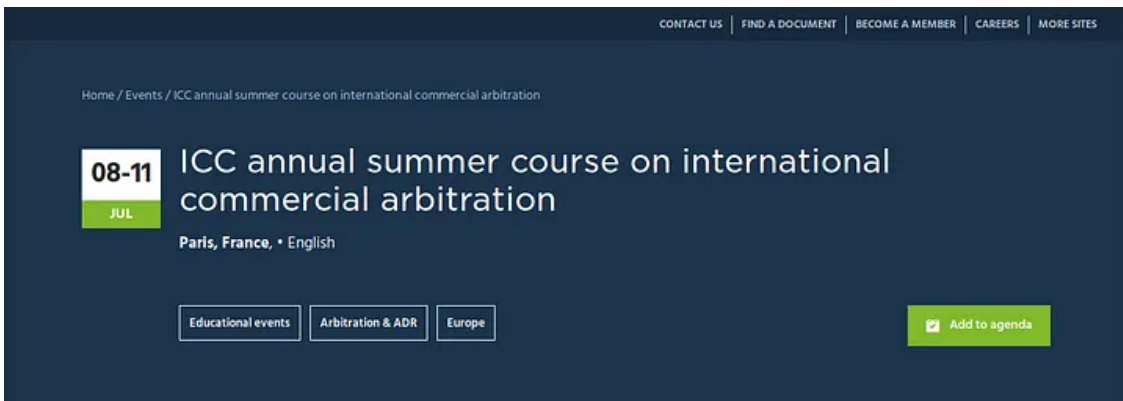 CONTACT US | FIND A DOCUMENT | BECOME A MEMBER | CAREERS | MORE SITES
Home / Events / ICC annual summer course on international commercial arbitration
08-11
JUL
ICC annual summer course on international
commercial arbitration
Paris, France, • English
Educational events
Arbitration & ADR
Europe
Add to agenda